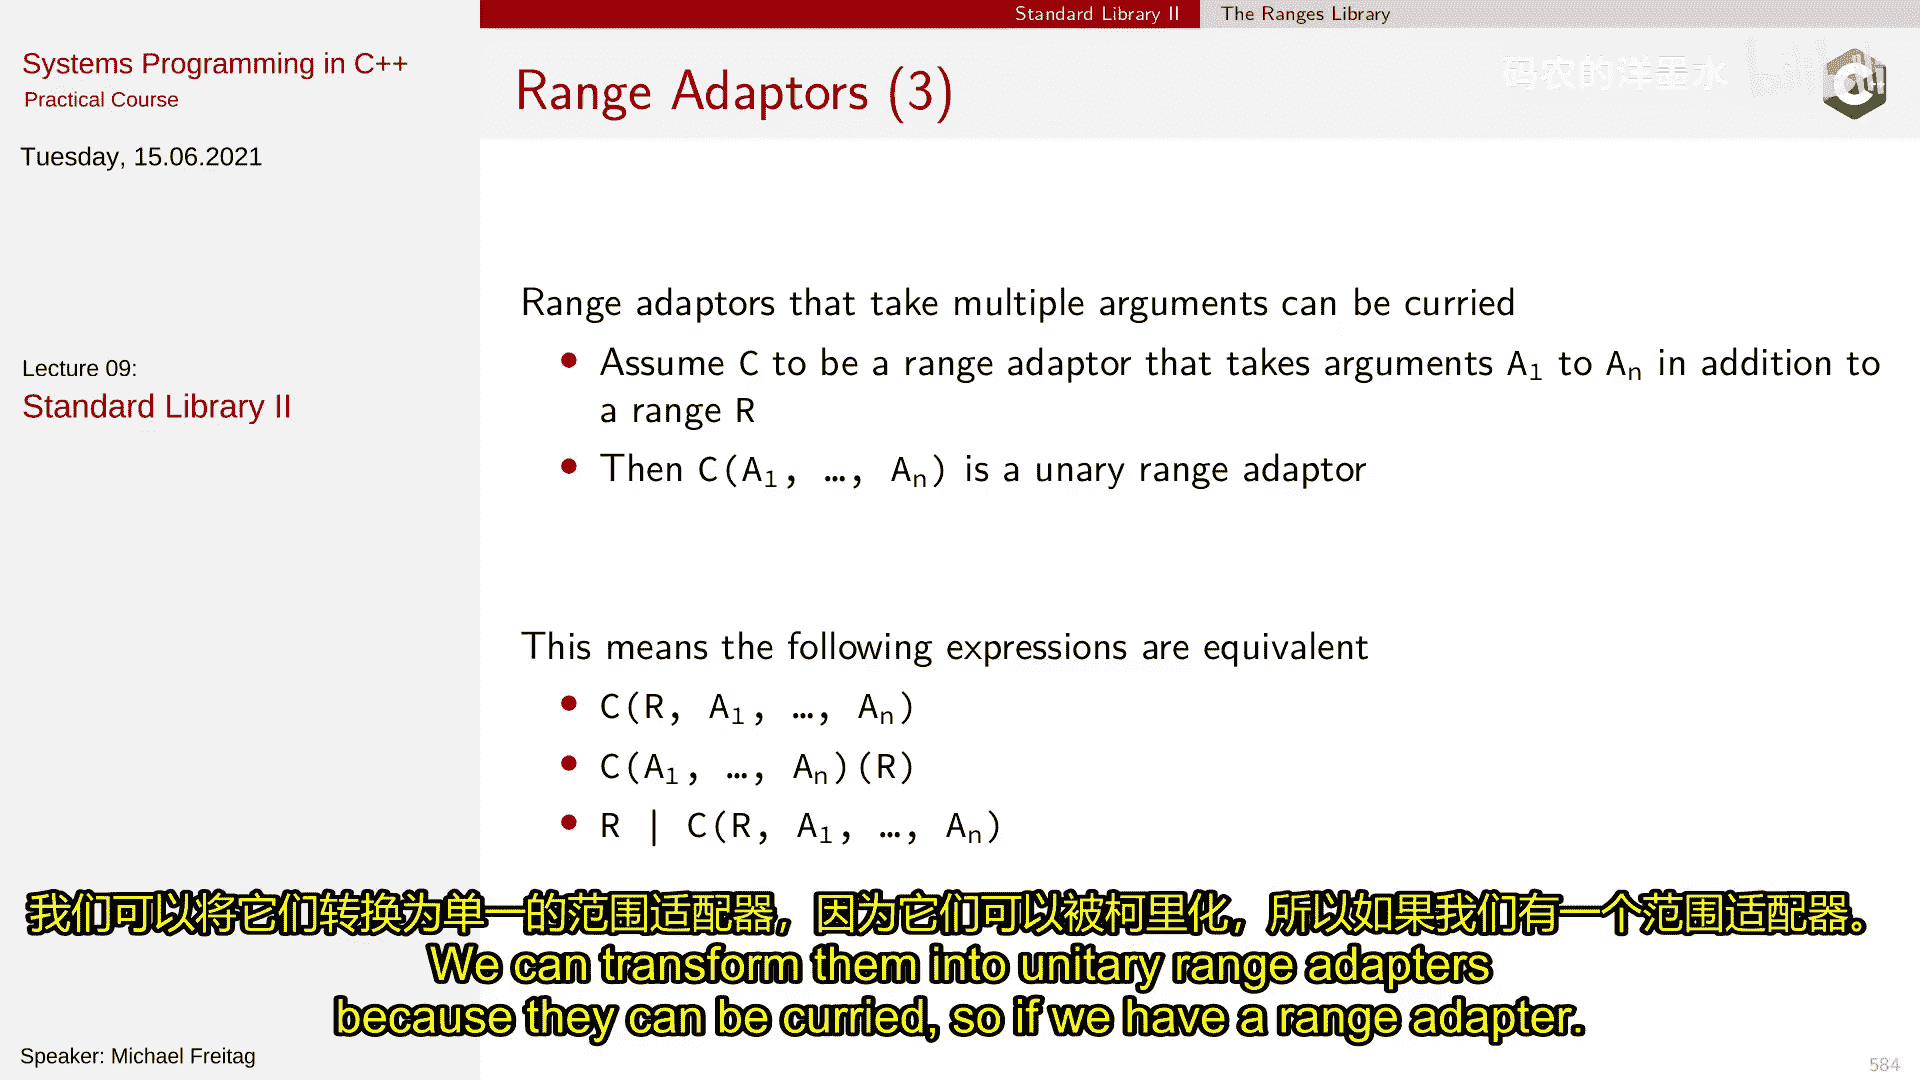 Standard Library II
The Ranges Library
Systems Programming in C++
Practical Course
Tuesday, 15.06.2021
Lecture 09:
Standard Library II
Range Adaptors (3)
码农的洋墨水
Range adaptors that take multiple arguments can be curried
• Assume C to be a range adaptor that takes arguments A₁ to Aₙ in addition to
a range R
• Then C(A₁, …, Aₙ) is a unary range adaptor
This means the following expressions are equivalent
• C(R, A₁, …, Aₙ)
• C(A₁, …, Aₙ)(R)
• R | C(R, A₁, …, Aₙ)
我们可以将它们转换为单一的范围适配器，因为它们可以被柯里化，所以如果我们有一个范围适配器。
We can transform them into unitary range adapters
because they can be curried, so if we have a range adapter.
Speaker: Michael Freitag
584